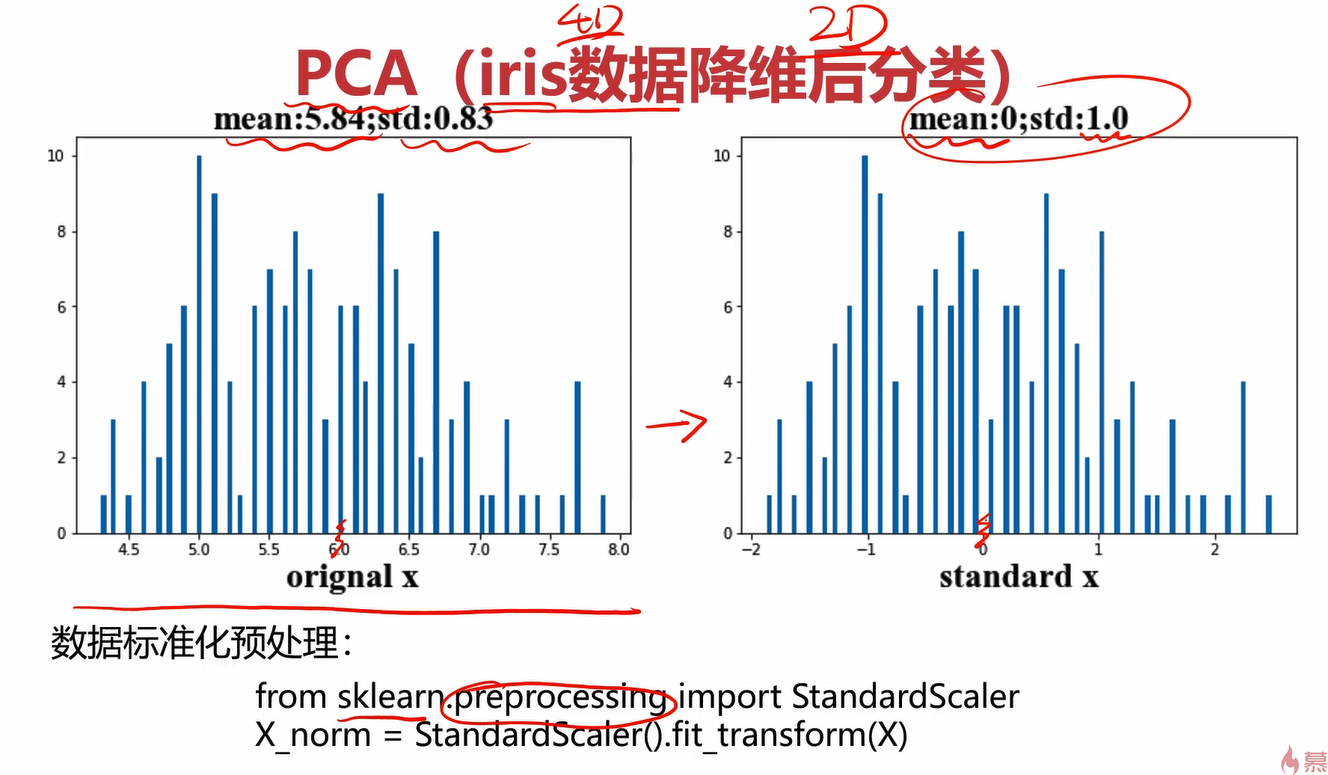 4D 2D
PCA（iris数据降维后分类）
mean:5.84;std:0.83
10
8
6
4
2
0
4.5 5.0 5.5 6.0 6.5 7.0 7.5 8.0
orignal x
mean:0;std:1.0
10
8
6
4
2
0
−2 −1 0 1 2
standard x
数据标准化预处理：
from sklearn.preprocessing import StandardScaler
X_norm = StandardScaler().fit_transform(X)
慕